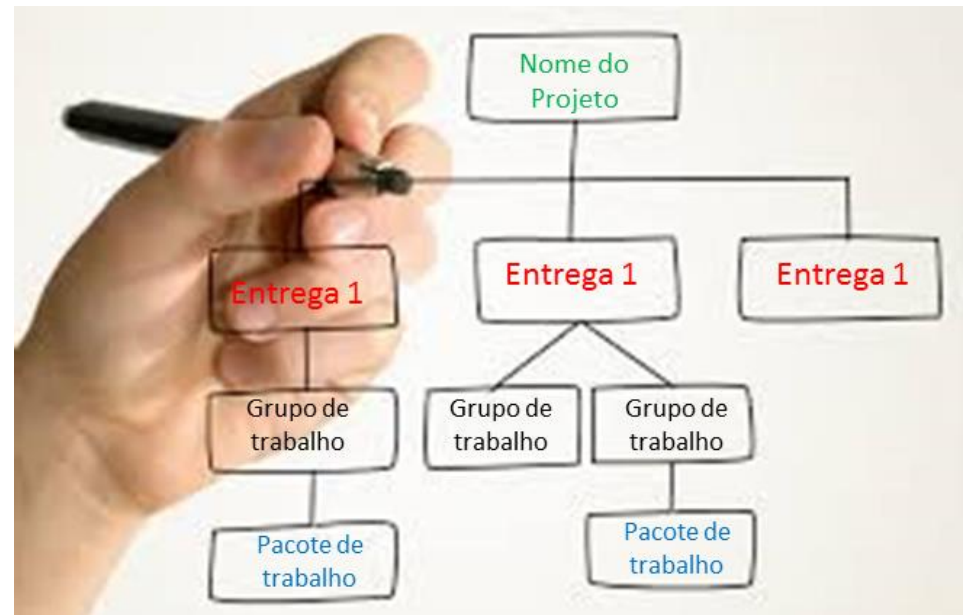 Nome do
Projeto
Entrega 1
Entrega 1
Entrega 1
Grupo de
trabalho
Grupo de
trabalho
Grupo de
trabalho
Pacote de
trabalho
Pacote de
trabalho